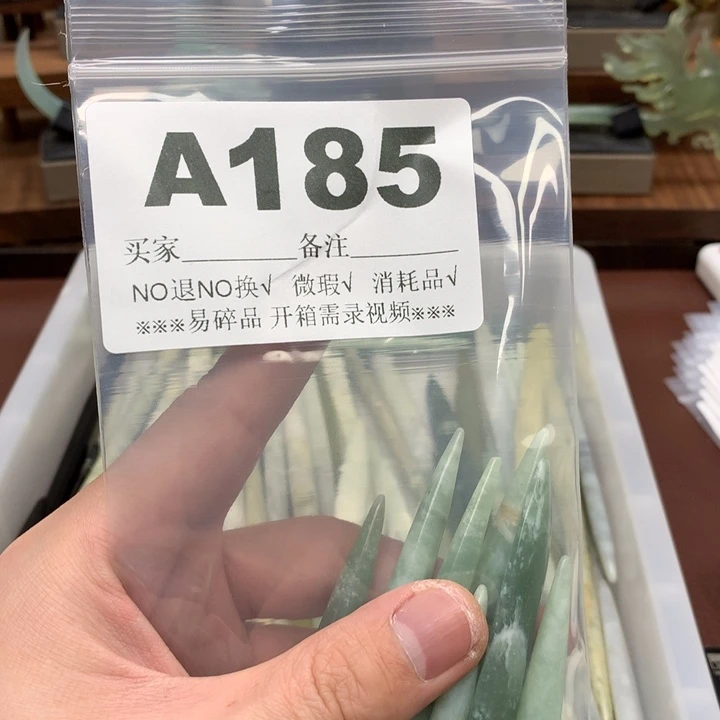 A185
买家________备注________
NO退NO换√ 微瑕√ 消耗品√
※※※易碎品 开箱需录视频※※※